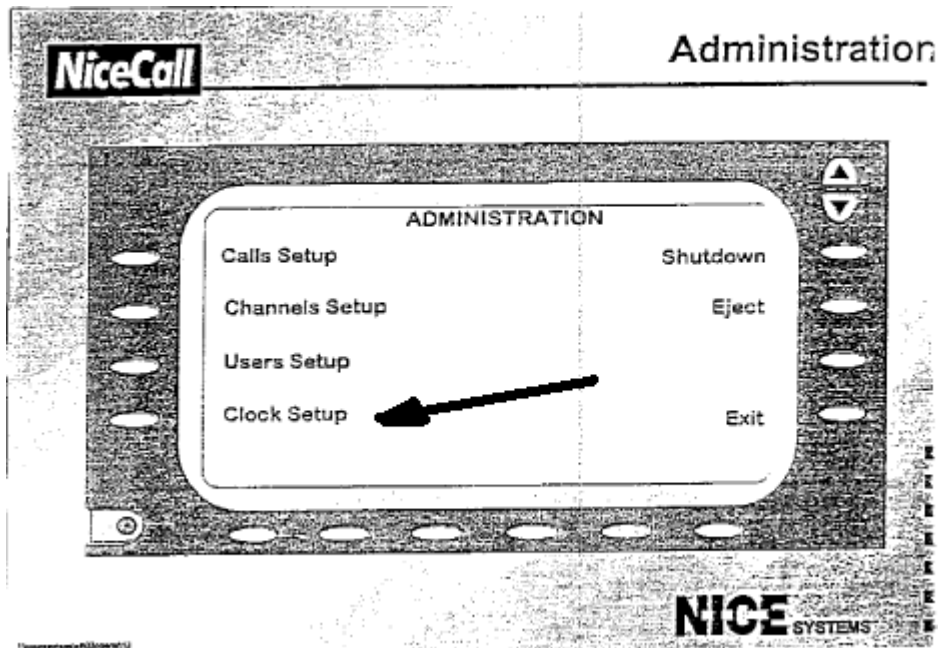 NiceCall
Administration
ADMINISTRATION
Calls Setup
Shutdown
Channels Setup
Eject
Users Setup
Clock Setup
Exit
NICE SYSTEMS